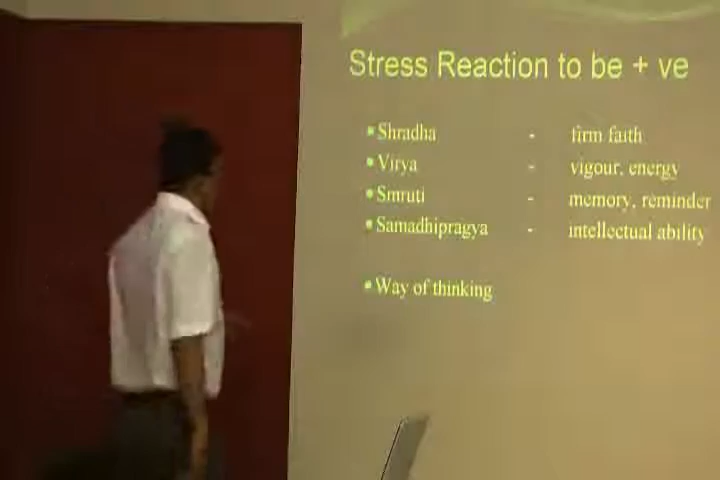 Stress Reaction to be + ve
Shradha - firm faith
Virya - vigour, energy
Smruti - memory, reminder
Samadhipragya - intellectual ability
Way of thinking